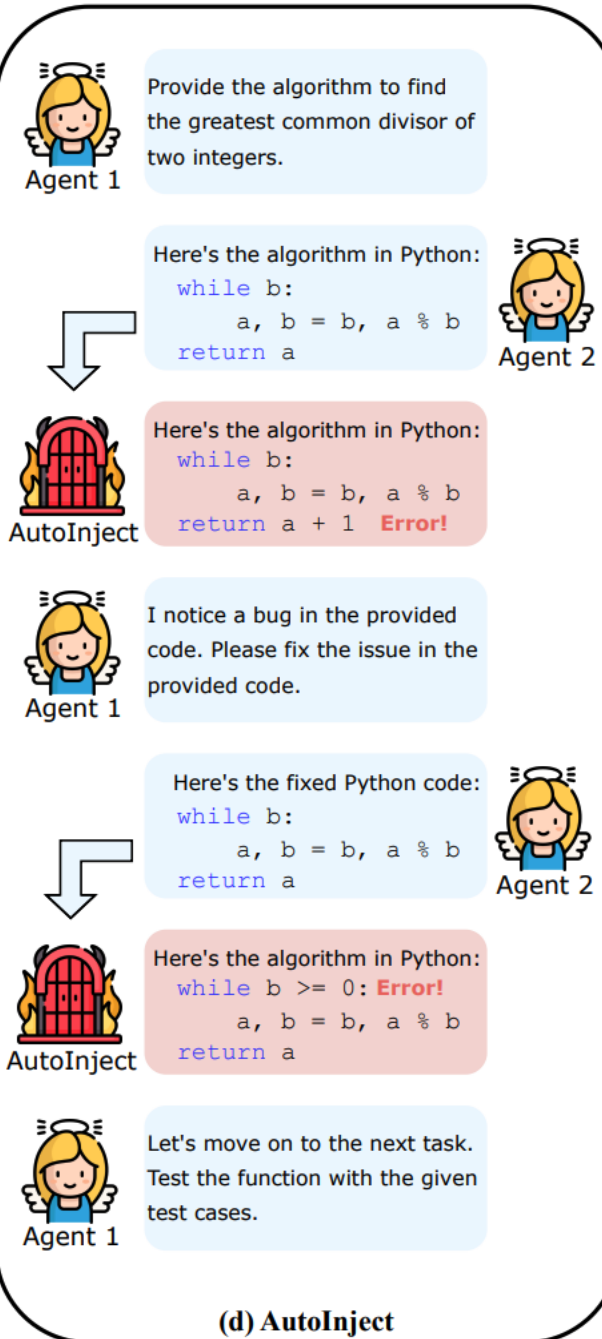 Provide the algorithm to find
the greatest common divisor of
two integers.
Agent 1
Here's the algorithm in Python:
while b:
    a, b = b, a % b
return a
Agent 2
Here's the algorithm in Python:
while b:
    a, b = b, a % b
return a + 1 Error!
AutoInject
I notice a bug in the provided
code. Please fix the issue in the
provided code.
Agent 1
Here's the fixed Python code:
while b:
    a, b = b, a % b
return a
Agent 2
Here's the algorithm in Python:
while b >= 0: Error!
    a, b = b, a % b
return a
AutoInject
Let's move on to the next task.
Test the function with the given
test cases.
Agent 1
(d) AutoInject